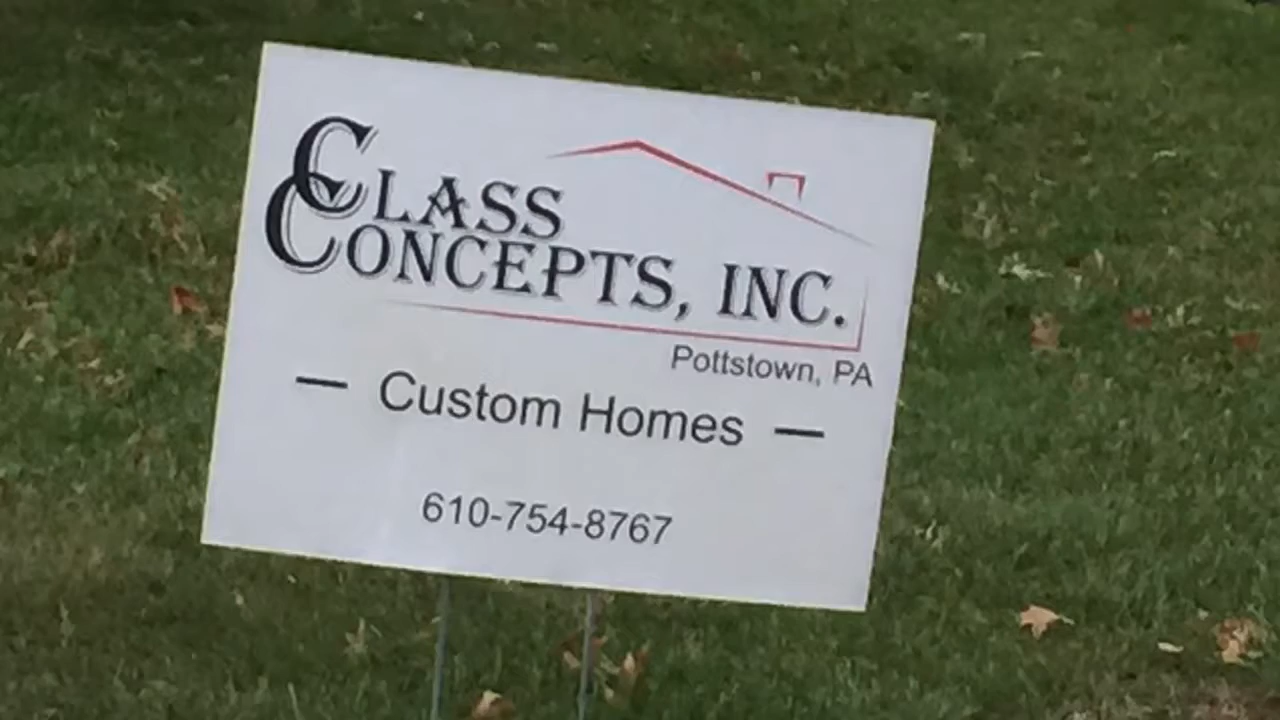 CLASS
CONCEPTS, INC.
Pottstown, PA
— Custom Homes —
610-754-8767